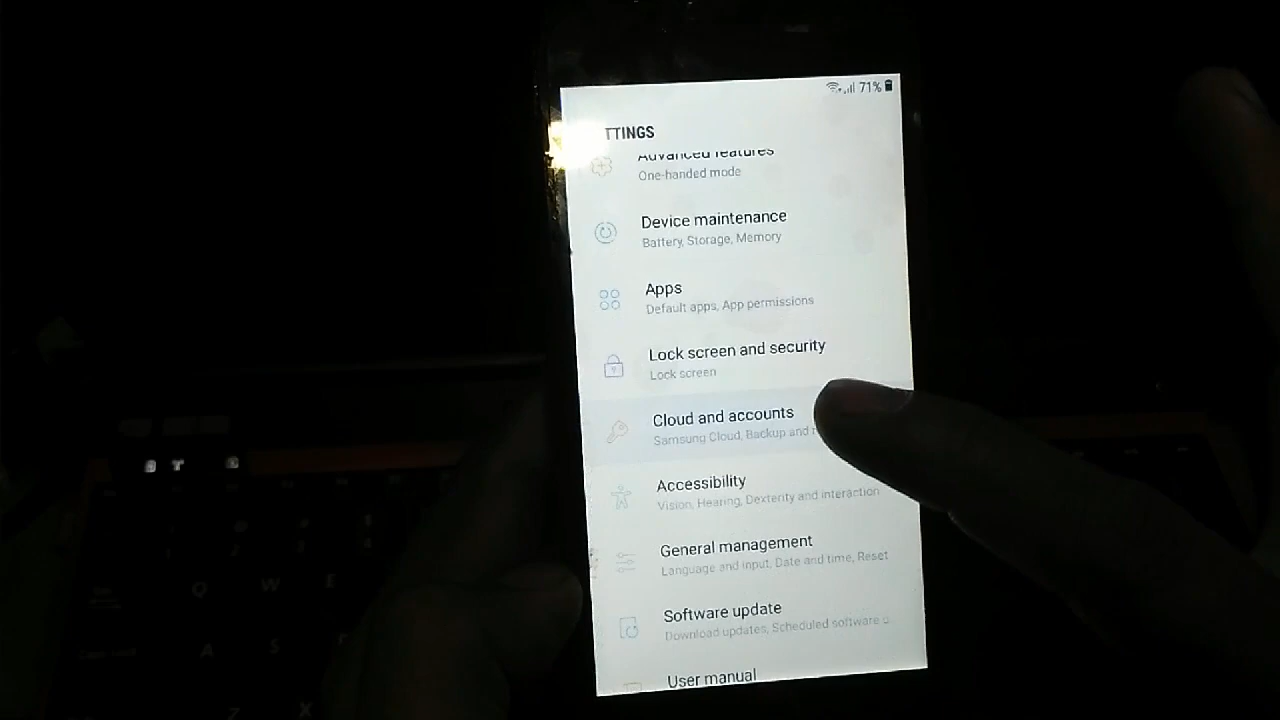 71%
TTINGS
Advanced features
One-handed mode
Device maintenance
Battery, Storage, Memory
Apps
Default apps, App permissions
Lock screen and security
Lock screen
Cloud and accounts
Samsung Cloud, Backup and r
Accessibility
Vision, Hearing, Dexterity and interaction
General management
Language and input, Date and time, Reset
Software update
Download updates, Scheduled software u
User manual
Q W E
A S
Z X